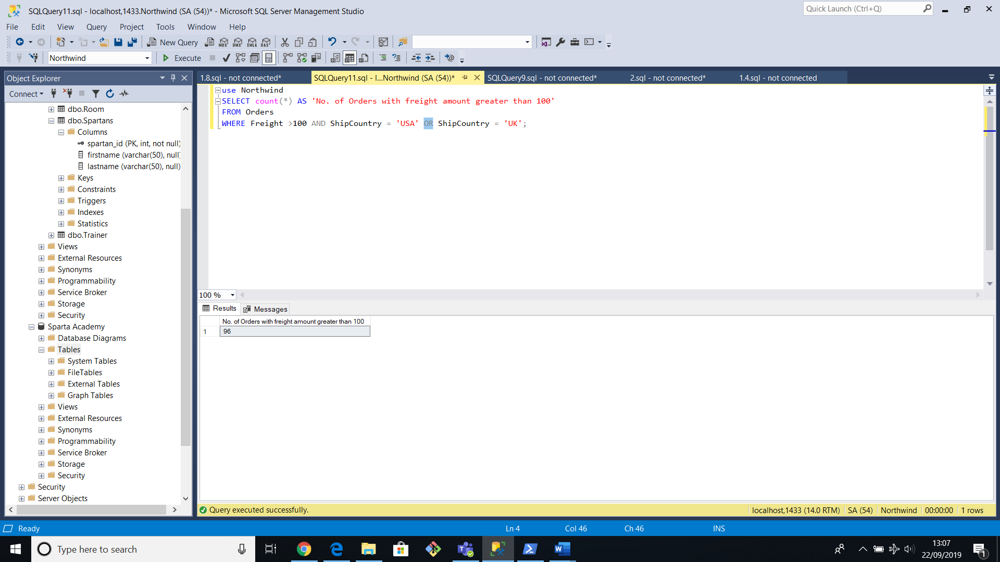 SQLQuery11.sql - localhost,1433.Northwind (SA (54))* - Microsoft SQL Server Management Studio
Quick Launch (Ctrl+Q)
File Edit View Query Project Tools Window Help
New Query MDX DMX XMLA DAX
Northwind Execute
Object Explorer
1.8.sql - not connected* SQLQuery11.sql - l...Northwind (SA (54))* SQLQuery9.sql - not connected* 2.sql - not connected* 1.4.sql - not connected
Connect
dbo.Room
dbo.Spartans
Columns
spartan_id (PK, int, not null)
firstname (varchar(50), null)
lastname (varchar(50), null)
Keys
Constraints
Triggers
Indexes
Statistics
dbo.Trainer
Views
External Resources
Synonyms
Programmability
Service Broker
Storage
Security
Sparta Academy
Database Diagrams
Tables
System Tables
FileTables
External Tables
Graph Tables
Views
External Resources
Synonyms
Programmability
Service Broker
Storage
Security
Security
Server Objects
use Northwind
SELECT count(*) AS 'No. of Orders with freight amount greater than 100'
FROM Orders
WHERE Freight >100 AND ShipCountry = 'USA' OR ShipCountry = 'UK';
100 %
Results Messages
No. of Orders with freight amount greater than 100
1 96
Query executed successfully. localhost,1433 (14.0 RTM) SA (54) Northwind 00:00:00 1 rows
Ready Ln 4 Col 46 Ch 46 INS
Type here to search
13:07
22/09/2019
1